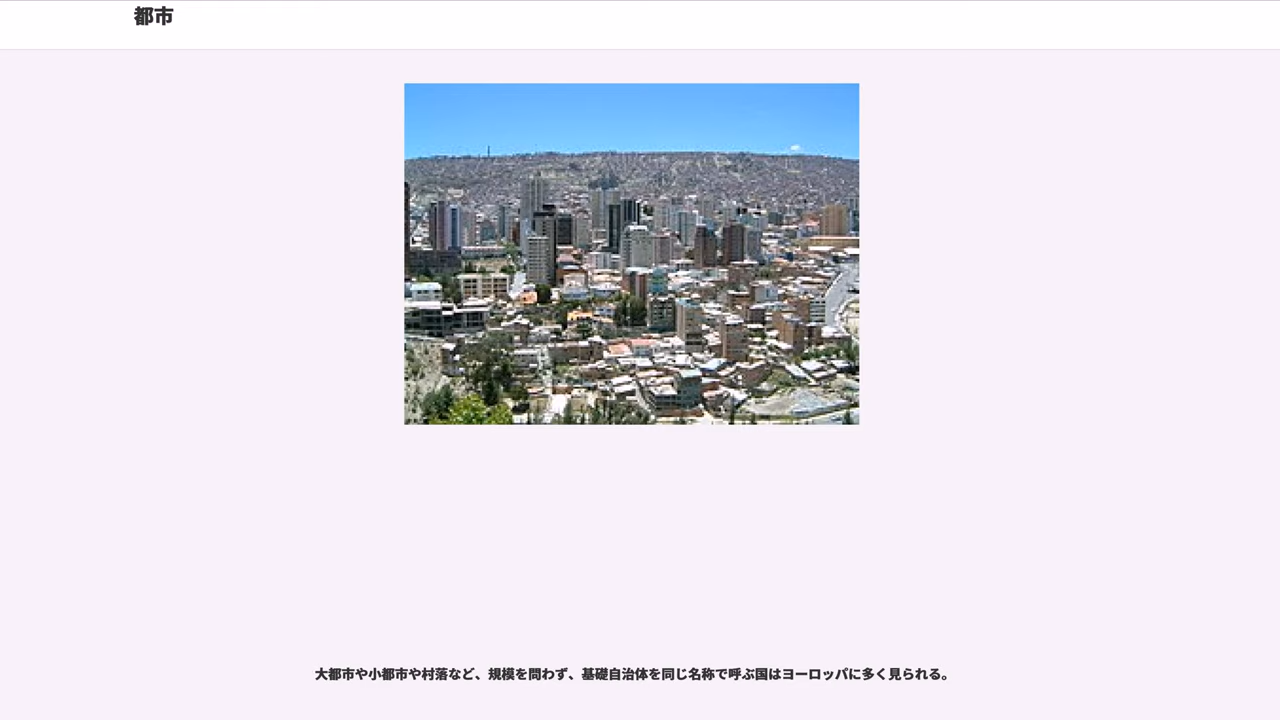 都市
大都市や小都市や村落など、規模を問わず、基礎自治体を同じ名称で呼ぶ国はヨーロッパに多く見られる。